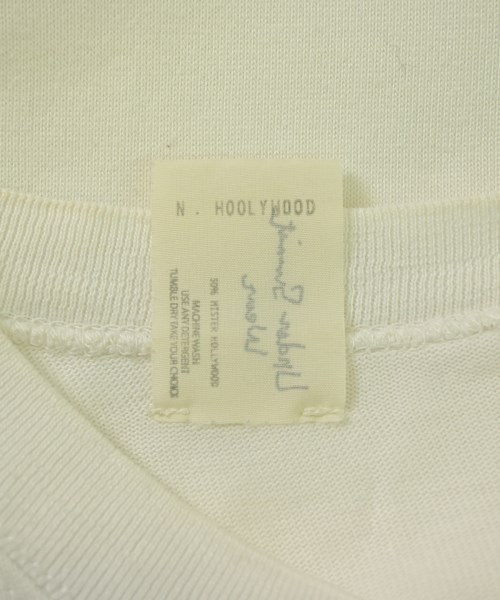 N. HOOLYWOOD
50% MISTER HOLLYWOOD
MACHINE WASH
USE ANY DETERGENT
TUMBLE DRY TAKE YOUR CHOICE